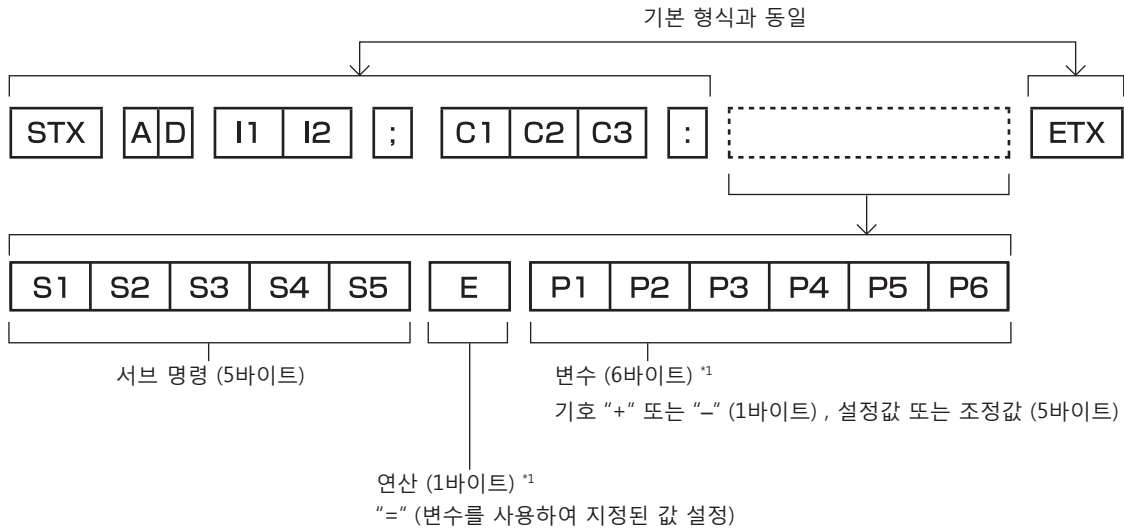 기본 형식과 동일
STX A D I1 I2 ; C1 C2 C3 : ETX
S1 S2 S3 S4 S5 E P1 P2 P3 P4 P5 P6
서브 명령 (5바이트)
변수 (6바이트) *1
기호 "+" 또는 "–" (1바이트) , 설정값 또는 조정값 (5바이트)
연산 (1바이트) *1
"=" (변수를 사용하여 지정된 값 설정)